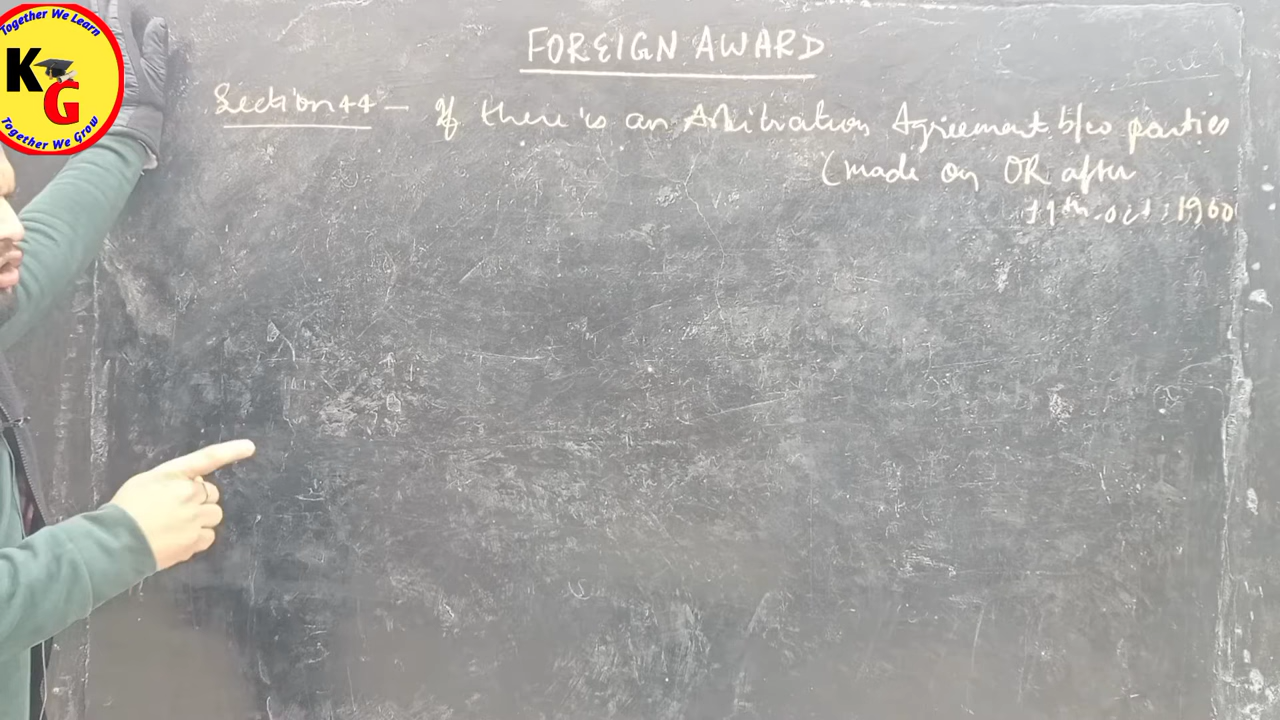 Together We Learn
KG
Together We Grow
FOREIGN AWARD
Section 44 - If there is an Arbitration Agreement b/w parties
(made on OR after
11th oct, 1960